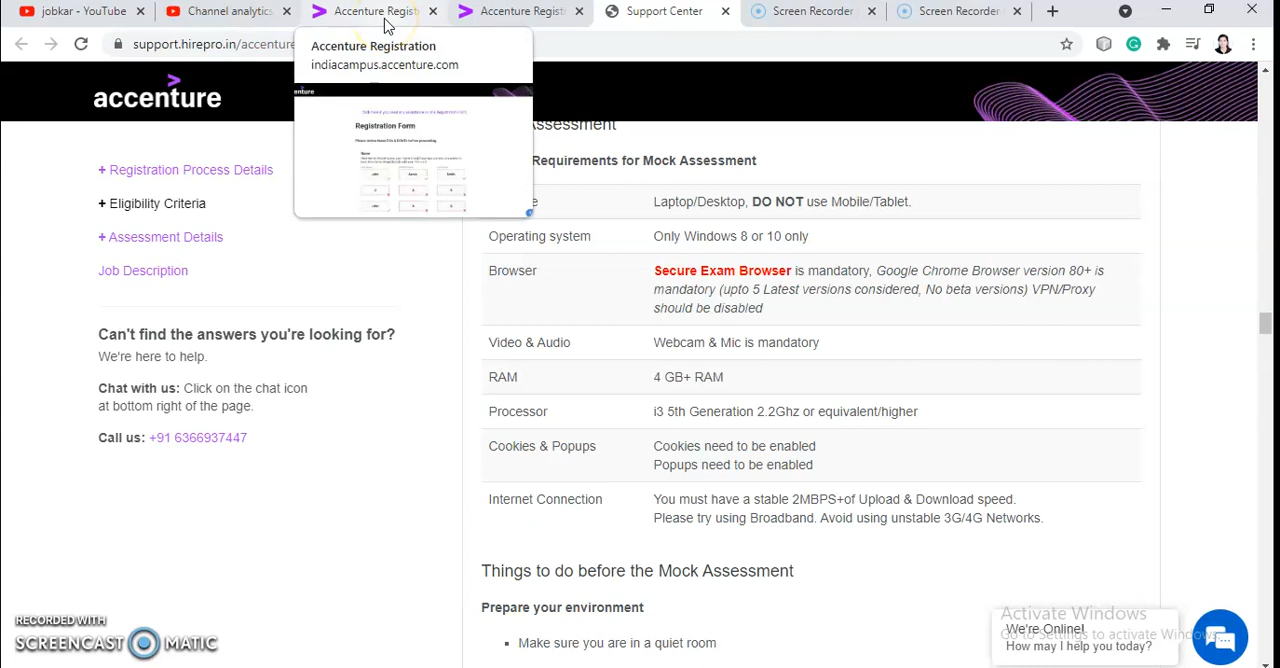 jobkar - YouTube
Channel analytics
Accenture Regist
Accenture Regist
Support Center
Screen Recorder
Screen Recorder
support.hirepro.in/accenture
Accenture Registration
indiacampus.accenture.com
Registration Form
accenture
+ Registration Process Details
+ Eligibility Criteria
+ Assessment Details
Job Description
Can't find the answers you're looking for?
We're here to help.
Chat with us: Click on the chat icon
at bottom right of the page.
Call us: +91 6366937447
Assessment
Requirements for Mock Assessment
Laptop/Desktop, DO NOT use Mobile/Tablet.
Operating system Only Windows 8 or 10 only
Browser Secure Exam Browser is mandatory, Google Chrome Browser version 80+ is
mandatory (upto 5 Latest versions considered, No beta versions) VPN/Proxy
should be disabled
Video & Audio Webcam & Mic is mandatory
RAM 4 GB+ RAM
Processor i3 5th Generation 2.2Ghz or equivalent/higher
Cookies & Popups Cookies need to be enabled
Popups need to be enabled
Internet Connection You must have a stable 2MBPS+of Upload & Download speed.
Please try using Broadband. Avoid using unstable 3G/4G Networks.
Things to do before the Mock Assessment
Prepare your environment
Make sure you are in a quiet room
Activate Windows
Go to Settings to activate Windows.
We're Online!
How may I help you today?
RECORDED WITH
SCREENCAST MATIC